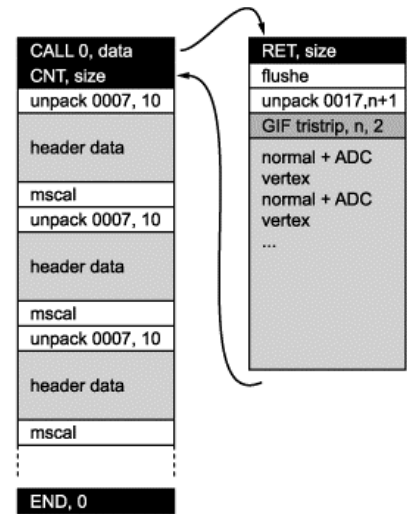 CALL 0, data
CNT, size
unpack 0007, 10
header data
mscal
unpack 0007, 10
header data
mscal
unpack 0007, 10
header data
mscal
END, 0
RET, size
flushe
unpack 0017,n+1
GIF tristrip, n, 2
normal + ADC
vertex
normal + ADC
vertex
...